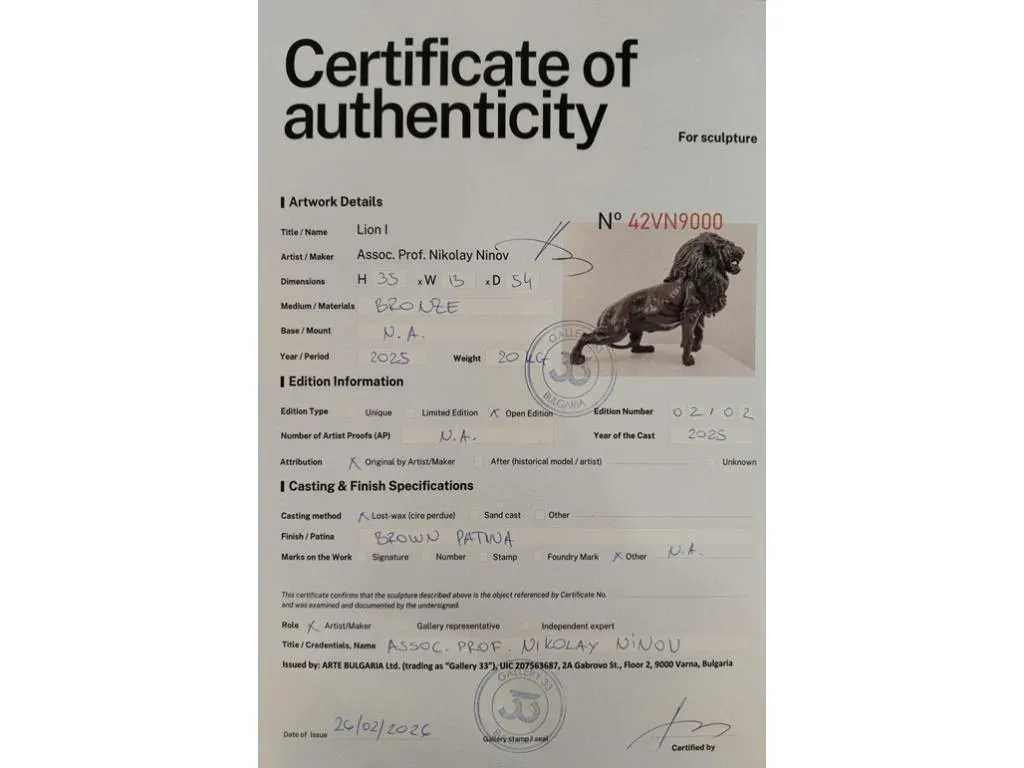 Certificate of
authenticity
For sculpture
Artwork Details
Nº 42VN9000
Title / Name Lion I
Artist / Maker Assoc. Prof. Nikolay Ninov
Dimensions H 35 x W 13 x D 54
Medium / Materials BRONZE
Base / Mount N.A.
Year / Period 2025 Weight 20 KG
GALLERY 33
BULGARIA
Edition Information
Edition Type Unique Limited Edition X Open Edition Edition Number 02/02
Number of Artist Proofs (AP) N.A. Year of the Cast 2025
Attribution X Original by Artist/Maker After (historical model / artist) Unknown
Casting & Finish Specifications
Casting method X Lost-wax (cire perdue) Sand cast Other
Finish / Patina BROWN PATINA
Marks on the Work Signature Number Stamp Foundry Mark X Other N.A.
This certificate confirms that the sculpture described above is the object referenced by Certificate No.
and was examined and documented by the undersigned.
Role X Artist/Maker Gallery representative Independent expert
Title / Credentials, Name ASSOC. PROF. NIKOLAY NINOV
Issued by: ARTE BULGARIA Ltd. (trading as "Gallery 33"), UIC 207563687, 2A Gabrovo St., Floor 2, 9000 Varna, Bulgaria
GALLERY 33
Date of Issue 26/02/2026 Gallery stamp / seal
Certified by